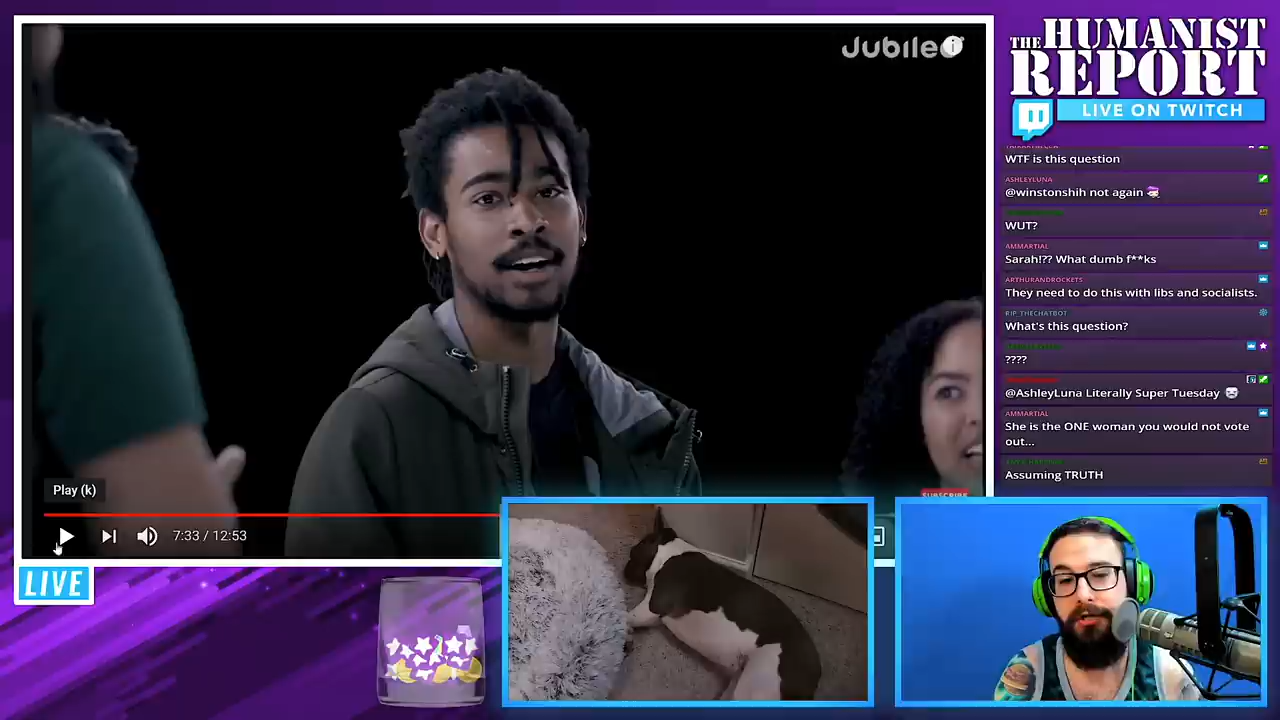 Jubilee
i
THE HUMANIST
REPORT
LIVE ON TWITCH
WTF is this question
ASHLEYLUNA
@winstonshih not again
WUT?
AMMARTIAL
Sarah!?? What dumb f**ks
ARTHURANDROCKETS
They need to do this with libs and socialists.
RIP_THECHATBOT
What's this question?
????
@AshleyLuna Literally Super Tuesday
AMMARTIAL
She is the ONE woman you would not vote
out...
Assuming TRUTH
Play (k)
SUBSCRIBE
7:33 / 12:53
LIVE